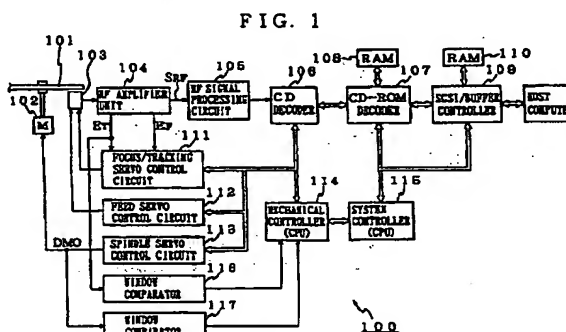 FIG. 1
101
103
104
105
108
RAM
RAM
110
106
107
109
SRF
RF AMPLIFIER
UNIT
RF SIGNAL
PROCESSING
CIRCUIT
CD
DECODER
CD-ROM
DECODER
SCSI/BUFFER
CONTROLLER
HOST
COMPUTE
102
M
ET
EF
111
FOCUS/TRACKING
SERVO CONTROL
CIRCUIT
112
FEED SERVO
CONTROL CIRCUIT
113
DMO
SPINDLE SERVO
CONTROL CIRCUIT
114
MECHANICAL
CONTROLLER
(CPU)
115
SYSTEM
CONTROLLER
(CPU)
116
WINDOW
COMPARATOR
117
WINDOW
COMPARATOR
100